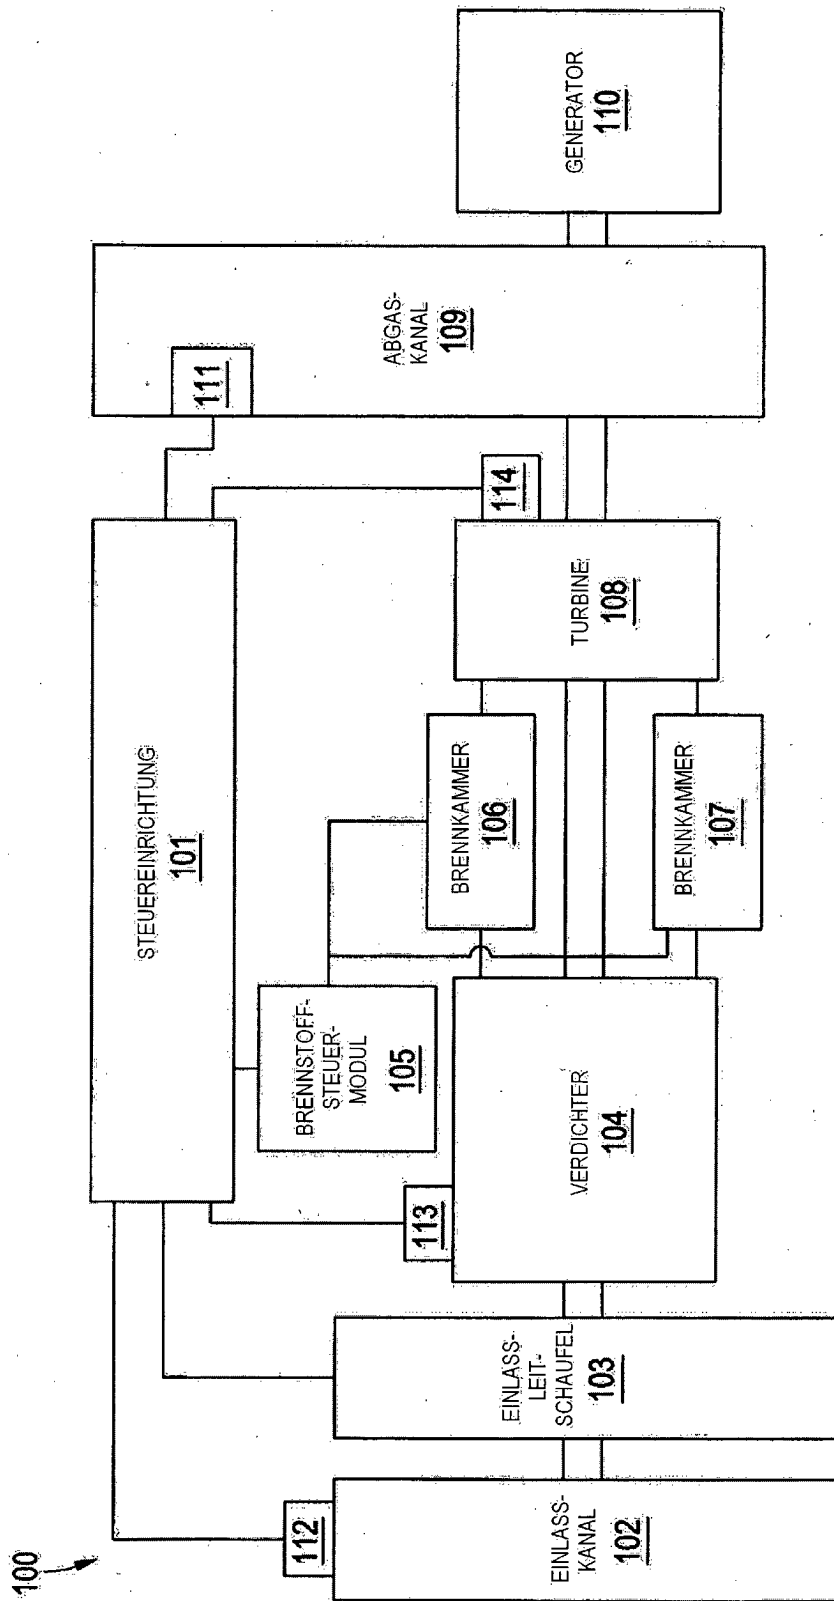 100
STEUEREINRICHTUNG
101
112
EINLASS-
KANAL
102
EINLASS-
LEIT-
SCHAUFEL
103
113
VERDICHTER
104
BRENNSTOFF-
STEUER-
MODUL
105
BRENNKAMMER
106
BRENNKAMMER
107
TURBINE
108
114
111
ABGAS-
KANAL
109
GENERATOR
110